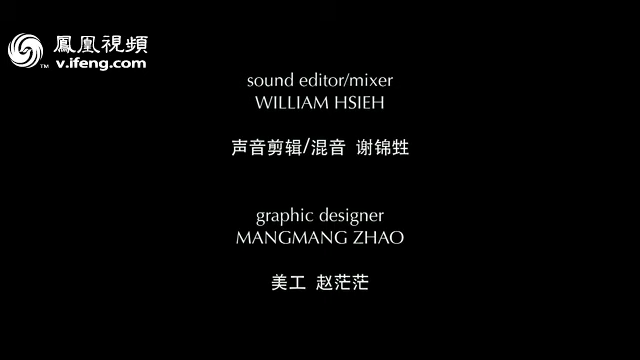 鳳凰視頻
v.ifeng.com
TM
sound editor/mixer
WILLIAM HSIEH
声音剪辑/混音 谢锦甡
graphic designer
MANGMANG ZHAO
美工 赵茫茫